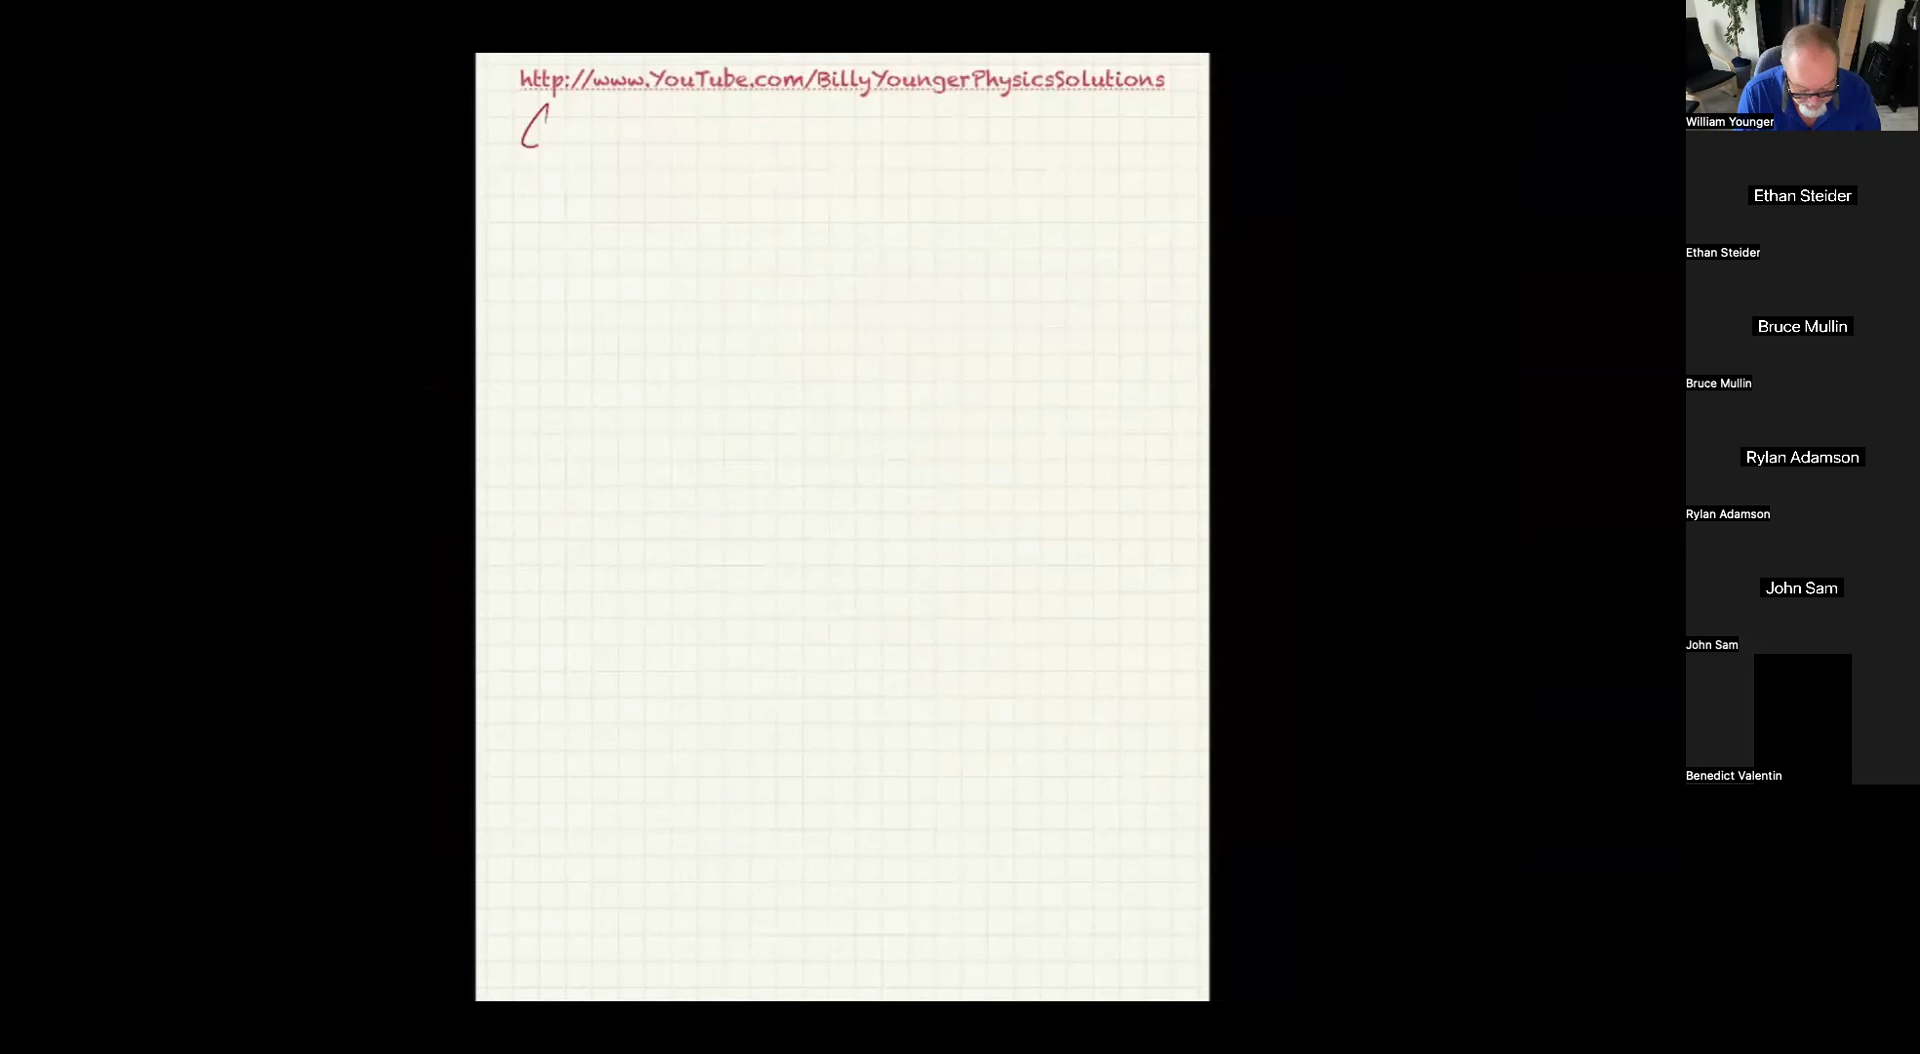 http://www.YouTube.com/BillyYoungerPhysicsSolutions
C
William Younger
Ethan Steider
Ethan Steider
Bruce Mullin
Bruce Mullin
Rylan Adamson
Rylan Adamson
John Sam
John Sam
Benedict Valentin